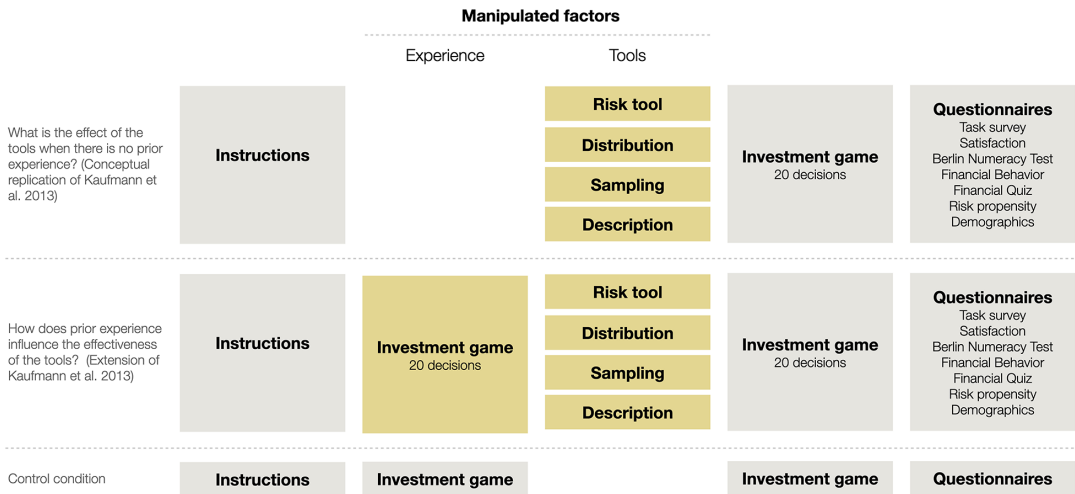 Manipulated factors
Experience
Tools
What is the effect of the
tools when there is no prior
experience? (Conceptual
replication of Kaufmann et
al. 2013)
Instructions
Risk tool
Distribution
Sampling
Description
Investment game
20 decisions
Questionnaires
Task survey
Satisfaction
Berlin Numeracy Test
Financial Behavior
Financial Quiz
Risk propensity
Demographics
How does prior experience
influence the effectiveness
of the tools? (Extension of
Kaufmann et al. 2013)
Instructions
Investment game
20 decisions
Risk tool
Distribution
Sampling
Description
Investment game
20 decisions
Questionnaires
Task survey
Satisfaction
Berlin Numeracy Test
Financial Behavior
Financial Quiz
Risk propensity
Demographics
Control condition
Instructions
Investment game
Investment game
Questionnaires